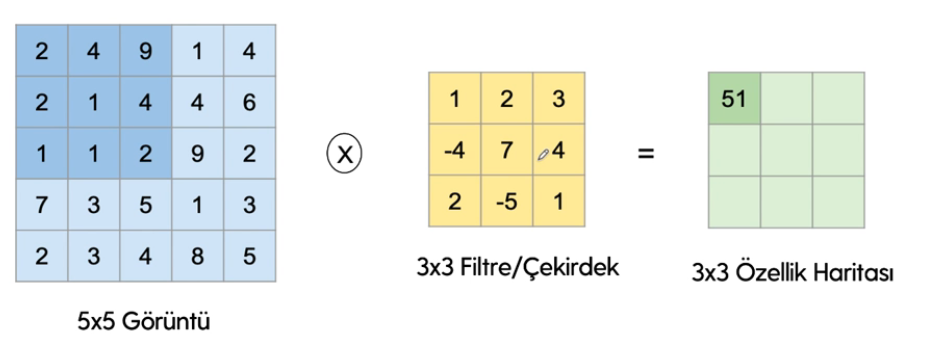 2 4 9 1 4
2 1 4 4 6
1 1 2 9 2
7 3 5 1 3
2 3 4 8 5
5x5 Görüntü
X
1 2 3
-4 7 4
2 -5 1
3x3 Filtre/Çekirdek
=
51
3x3 Özellik Haritası